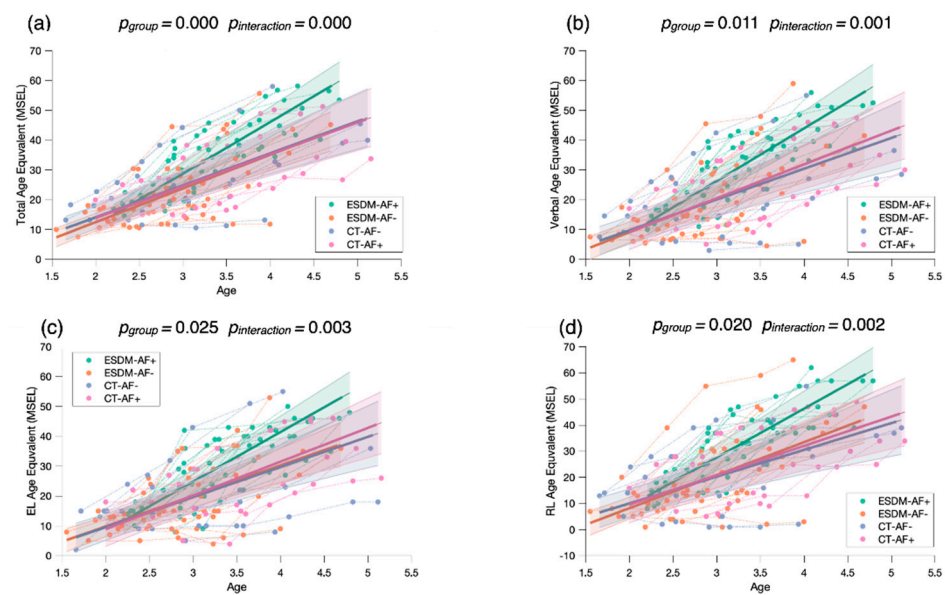 (a) pgroup = 0.000 pinteraction = 0.000
Total Age Equivalent (MSEL)
70
60
50
40
30
20
10
0
ESDM-AF+
ESDM-AF-
CT-AF-
CT-AF+
1.5 2 2.5 3 3.5 4 4.5 5 5.5
Age
(b) pgroup = 0.011 pinteraction = 0.001
Verbal Age Equivalent (MSEL)
70
60
50
40
30
20
10
0
ESDM-AF+
ESDM-AF-
CT-AF-
CT-AF+
1.5 2 2.5 3 3.5 4 4.5 5 5.5
Age
(c) pgroup = 0.025 pinteraction = 0.003
EL Age Equivalent (MSEL)
70
60
50
40
30
20
10
0
ESDM-AF+
ESDM-AF-
CT-AF-
CT-AF+
1.5 2 2.5 3 3.5 4 4.5 5 5.5
Age
(d) pgroup = 0.020 pinteraction = 0.002
RL Age Equivalent (MSEL)
70
60
50
40
30
20
10
0
-10
ESDM-AF+
ESDM-AF-
CT-AF-
CT-AF+
1.5 2 2.5 3 3.5 4 4.5 5 5.5
Age